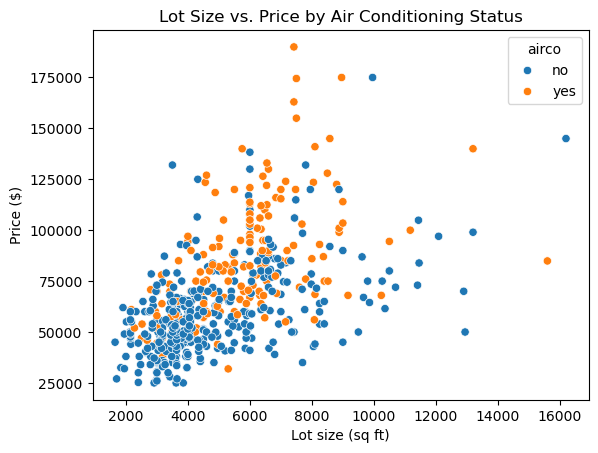 Lot Size vs. Price by Air Conditioning Status
airco
no
yes
Price ($)
175000
150000
125000
100000
75000
50000
25000
2000 4000 6000 8000 10000 12000 14000 16000
Lot size (sq ft)